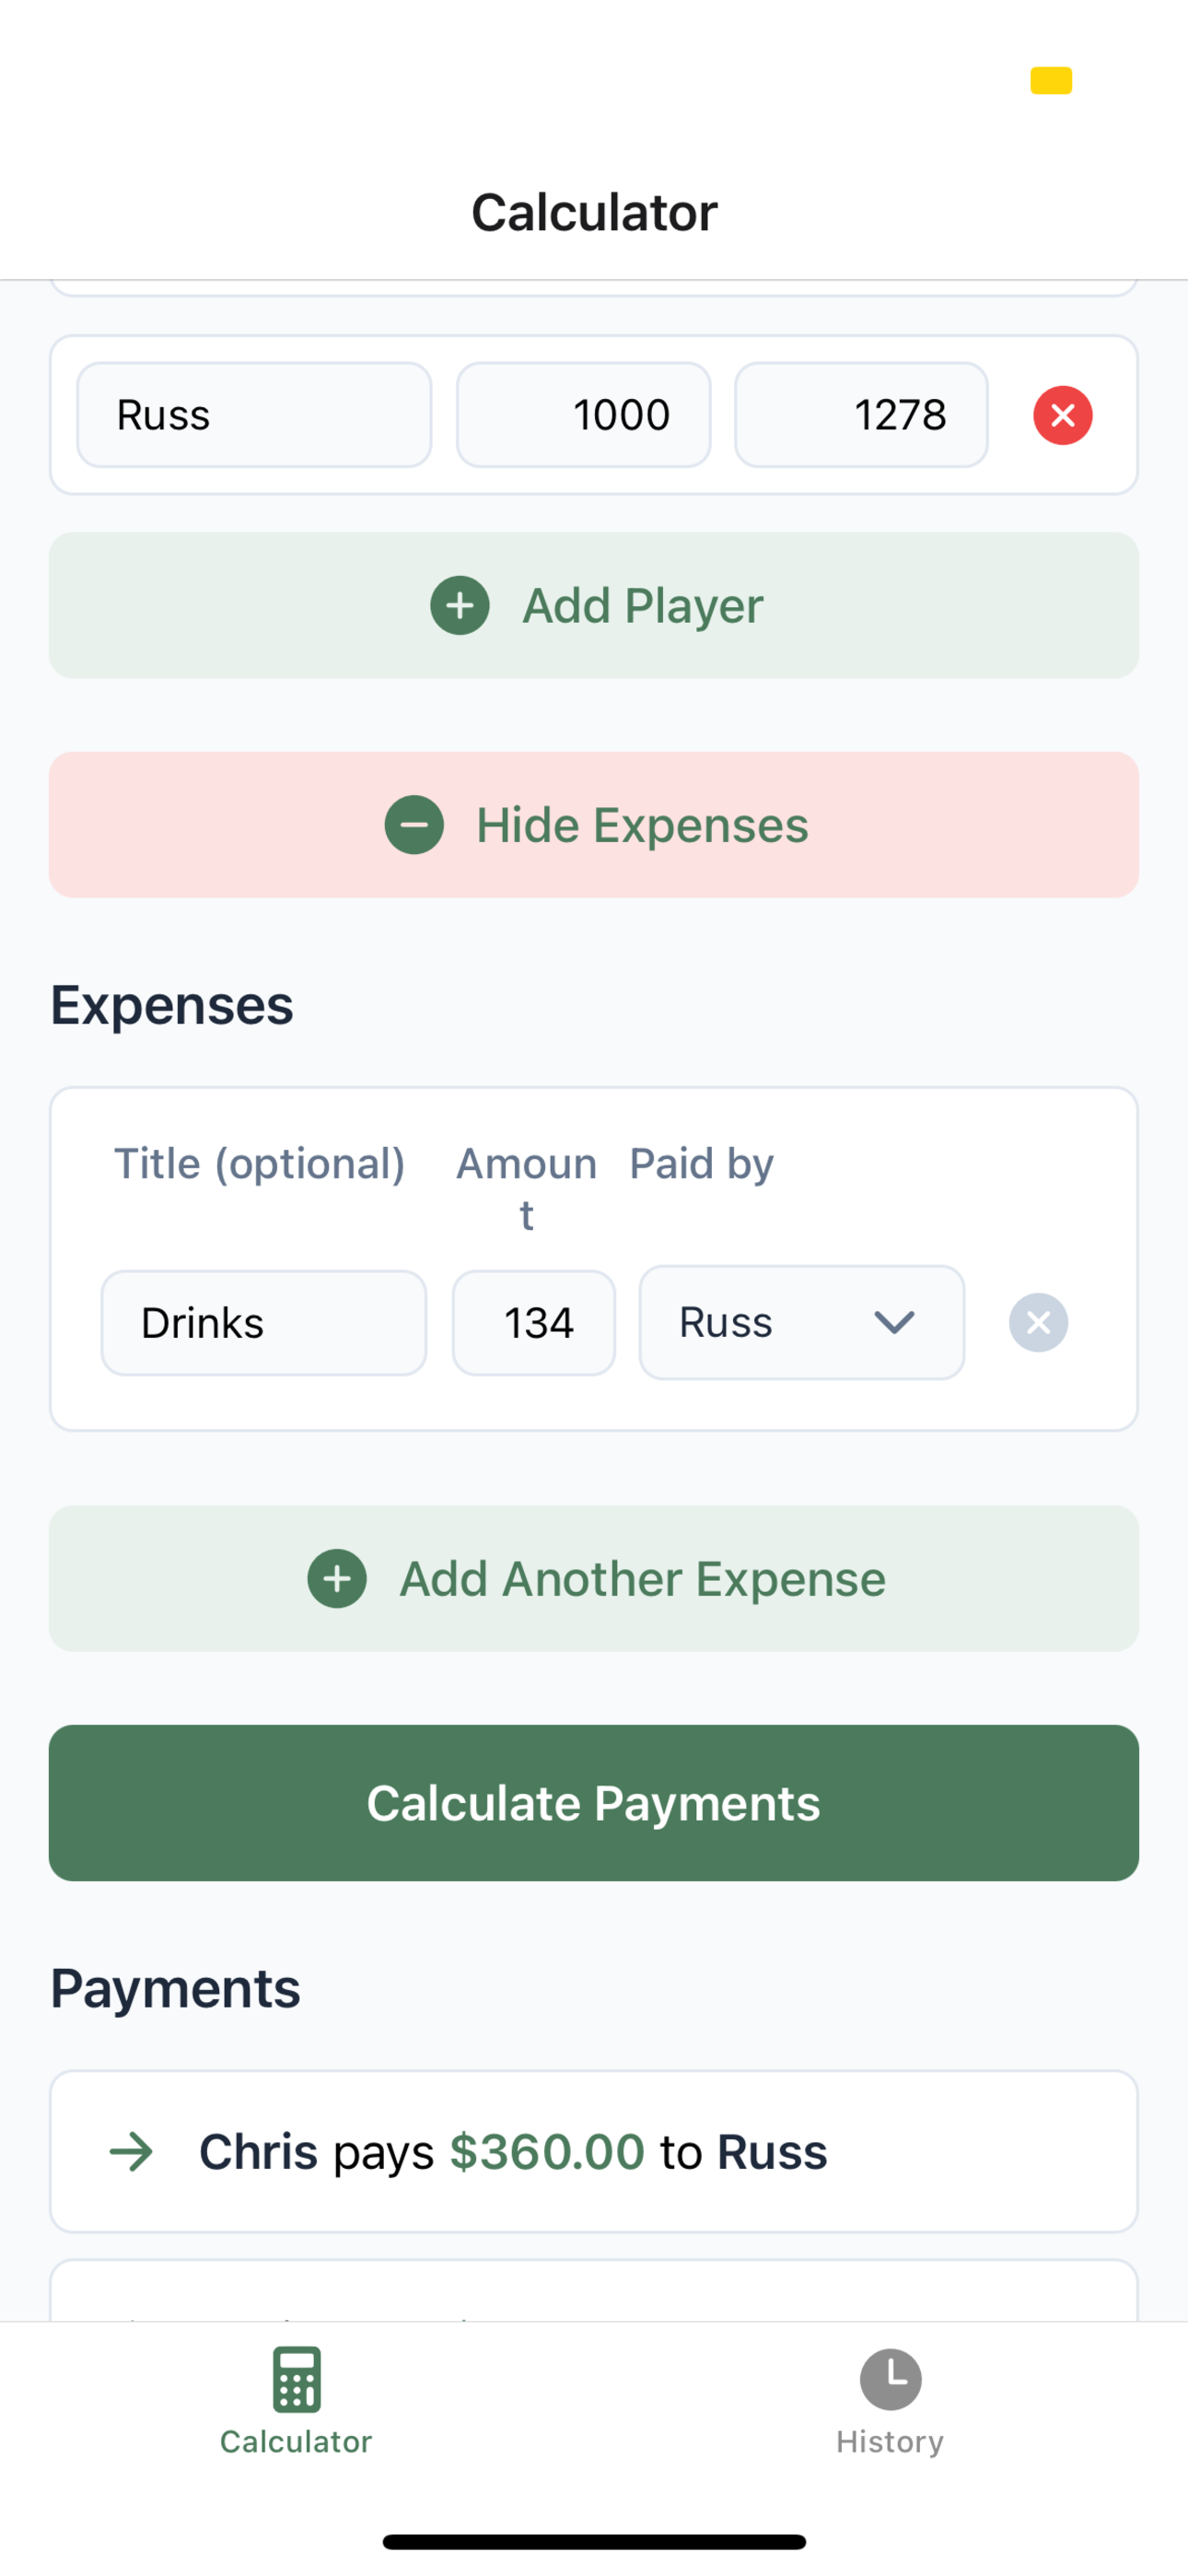 Calculator
Russ 1000 1278
Add Player
Hide Expenses
Expenses
Title (optional) Amoun Paid by
t
Drinks 134 Russ
Add Another Expense
Calculate Payments
Payments
Chris pays $360.00 to Russ
Calculator History